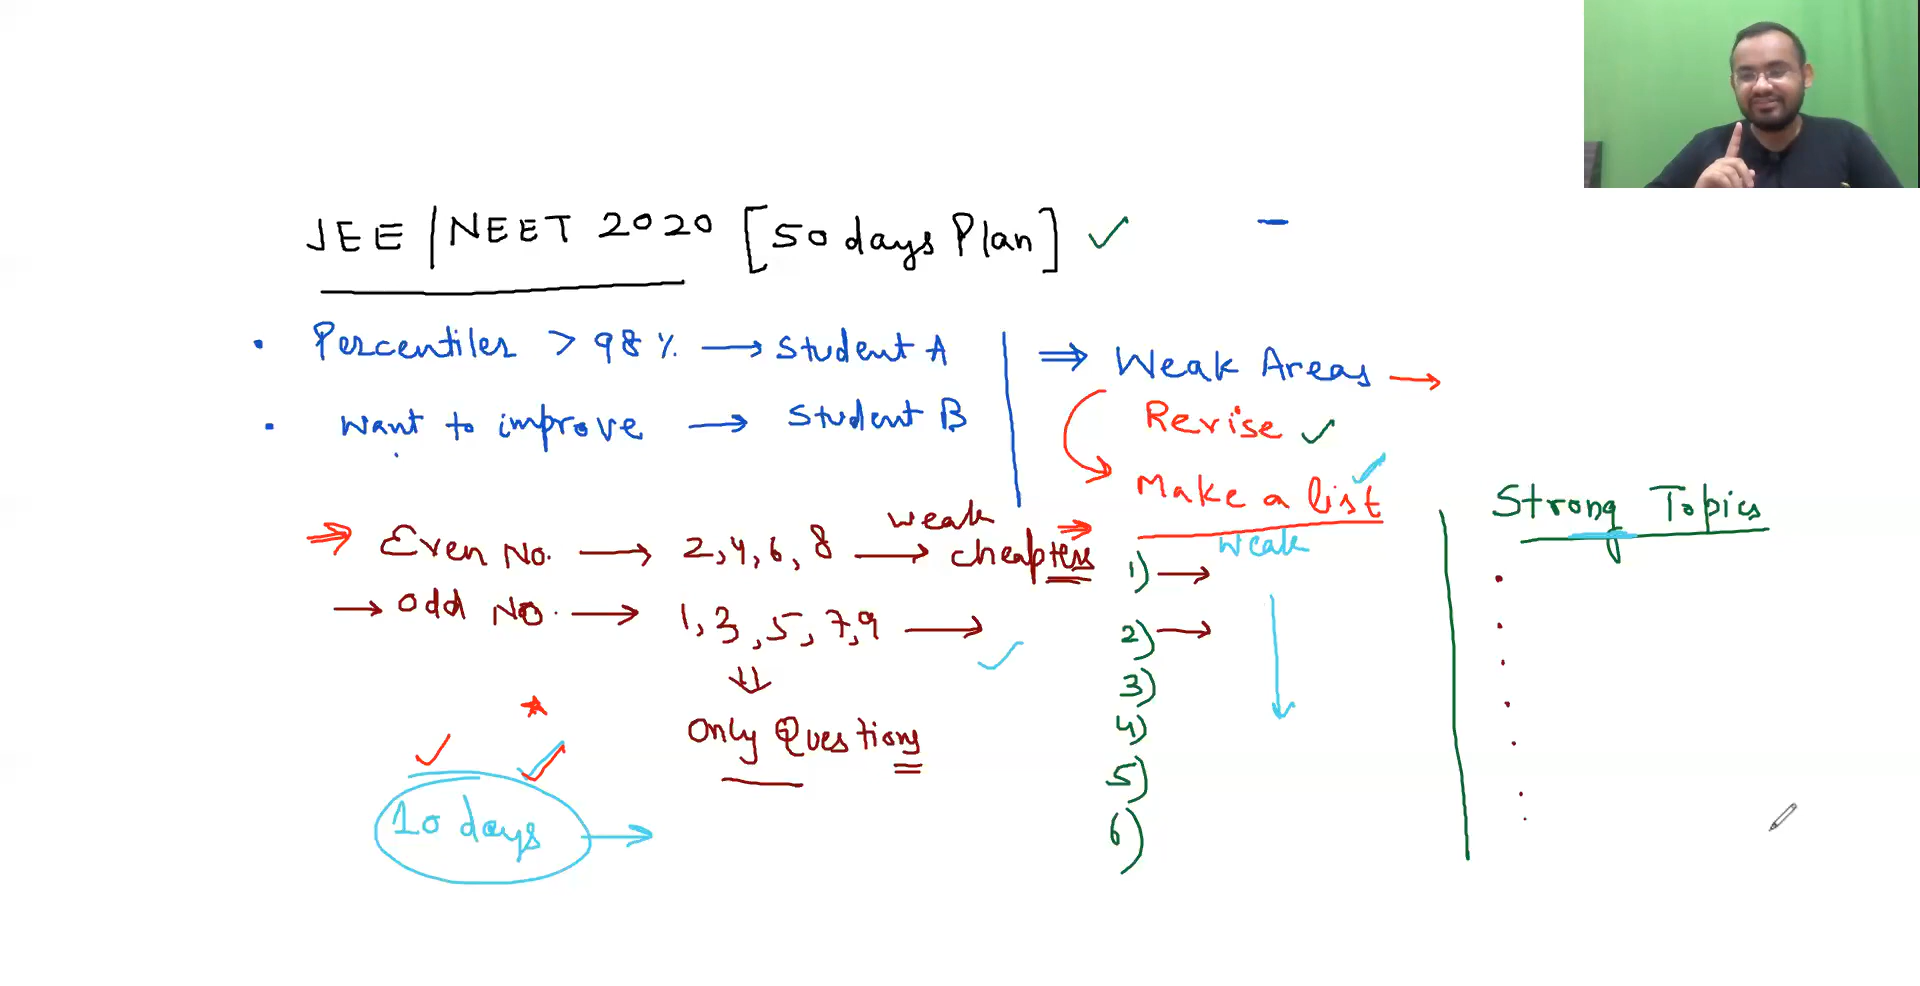 JEE | NEET 2020 [50 days Plan] ✓
• Percentiles > 98 % → Student A
• Want to improve → Student B
⇒ Weak Areas →
Revise ✓
Make a list ✓
⇒ Even No. → 2, 4, 6, 8 → weak cheapters ⇒
→ Odd No. → 1, 3, 5, 7, 9 → ✓
⇓
Only Questions
10 days →
Weak
1) →
2) →
3)
4)
5)
6)
Strong Topics